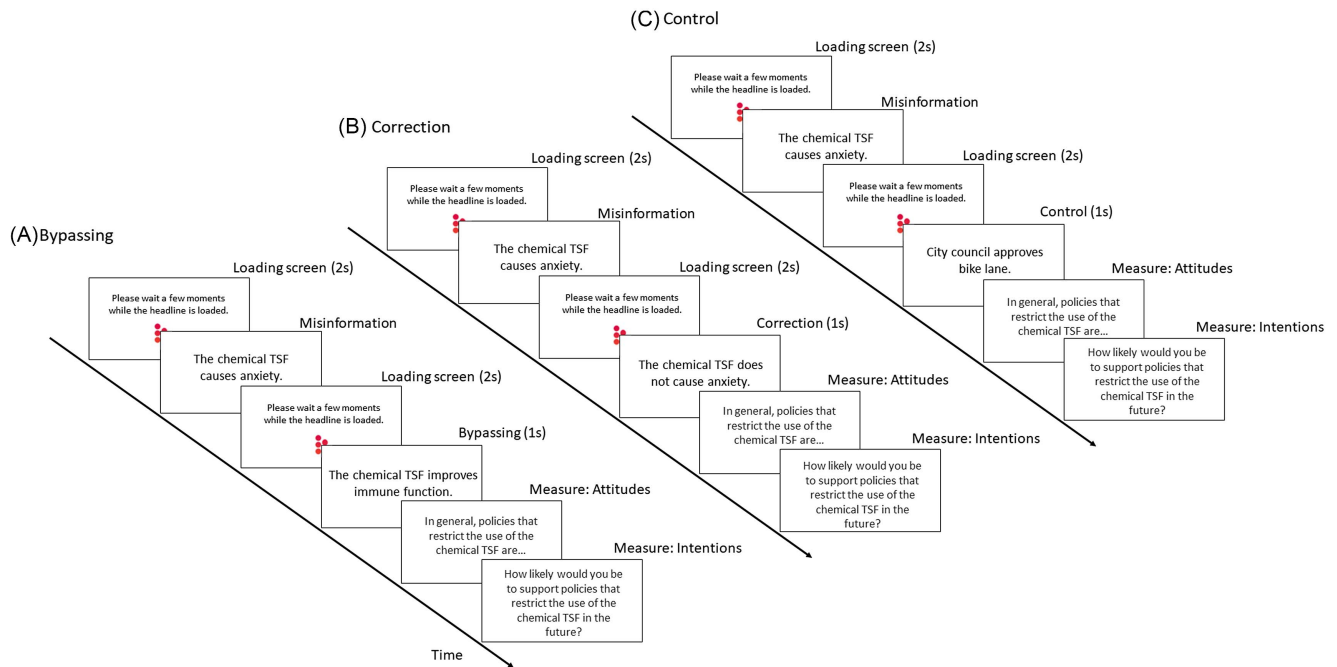 (A) Bypassing
Loading screen (2s)
Please wait a few moments
while the headline is loaded.
Misinformation
The chemical TSF
causes anxiety.
Loading screen (2s)
Please wait a few moments
while the headline is loaded.
Bypassing (1s)
The chemical TSF improves
immune function.
Measure: Attitudes
In general, policies that
restrict the use of the
chemical TSF are...
Measure: Intentions
How likely would you be
to support policies that
restrict the use of the
chemical TSF in the
future?
Time
(B) Correction
Loading screen (2s)
Please wait a few moments
while the headline is loaded.
Misinformation
The chemical TSF
causes anxiety.
Loading screen (2s)
Please wait a few moments
while the headline is loaded.
Correction (1s)
The chemical TSF does
not cause anxiety.
Measure: Attitudes
In general, policies that
restrict the use of the
chemical TSF are...
Measure: Intentions
How likely would you be
to support policies that
restrict the use of the
chemical TSF in the
future?
(C) Control
Loading screen (2s)
Please wait a few moments
while the headline is loaded.
Misinformation
The chemical TSF
causes anxiety.
Loading screen (2s)
Please wait a few moments
while the headline is loaded.
Control (1s)
City council approves
bike lane.
Measure: Attitudes
In general, policies that
restrict the use of the
chemical TSF are...
Measure: Intentions
How likely would you be
to support policies that
restrict the use of the
chemical TSF in the
future?